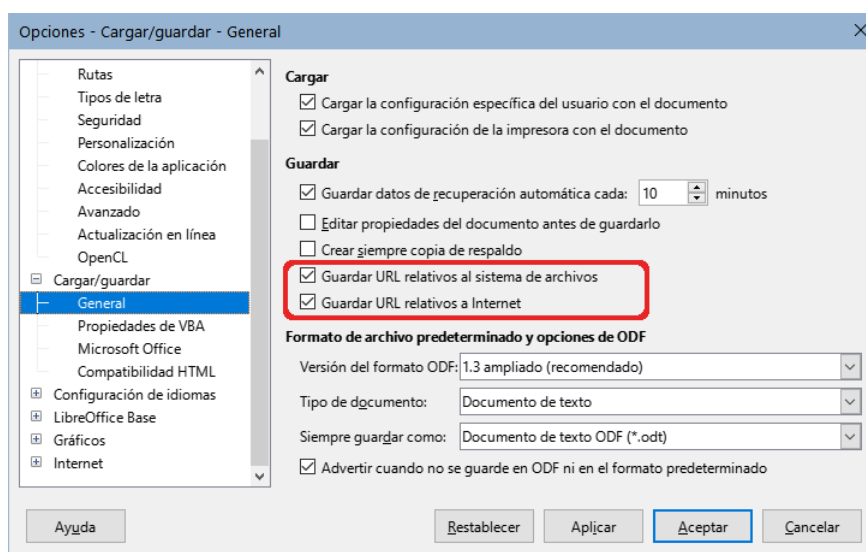 Opciones - Cargar/guardar - General
Rutas
Tipos de letra
Seguridad
Personalización
Colores de la aplicación
Accesibilidad
Avanzado
Actualización en línea
OpenCL
Cargar/guardar
General
Propiedades de VBA
Microsoft Office
Compatibilidad HTML
Configuración de idiomas
LibreOffice Base
Gráficos
Internet
Cargar
Cargar la configuración específica del usuario con el documento
Cargar la configuración de la impresora con el documento
Guardar
Guardar datos de recuperación automática cada: 10 minutos
Editar propiedades del documento antes de guardarlo
Crear siempre copia de respaldo
Guardar URL relativos al sistema de archivos
Guardar URL relativos a Internet
Formato de archivo predeterminado y opciones de ODF
Versión del formato ODF: 1.3 ampliado (recomendado)
Tipo de documento: Documento de texto
Siempre guardar como: Documento de texto ODF (*.odt)
Advertir cuando no se guarde en ODF ni en el formato predeterminado
Ayuda Restablecer Aplicar Aceptar Cancelar